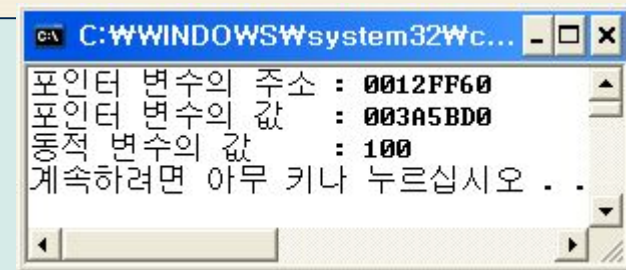 C:₩WINDOWS₩system32₩c...
포인터 변수의 주소 : 0012FF60
포인터 변수의 값 : 003A5BD0
동적 변수의 값 : 100
계속하려면 아무 키나 누르십시오 . .